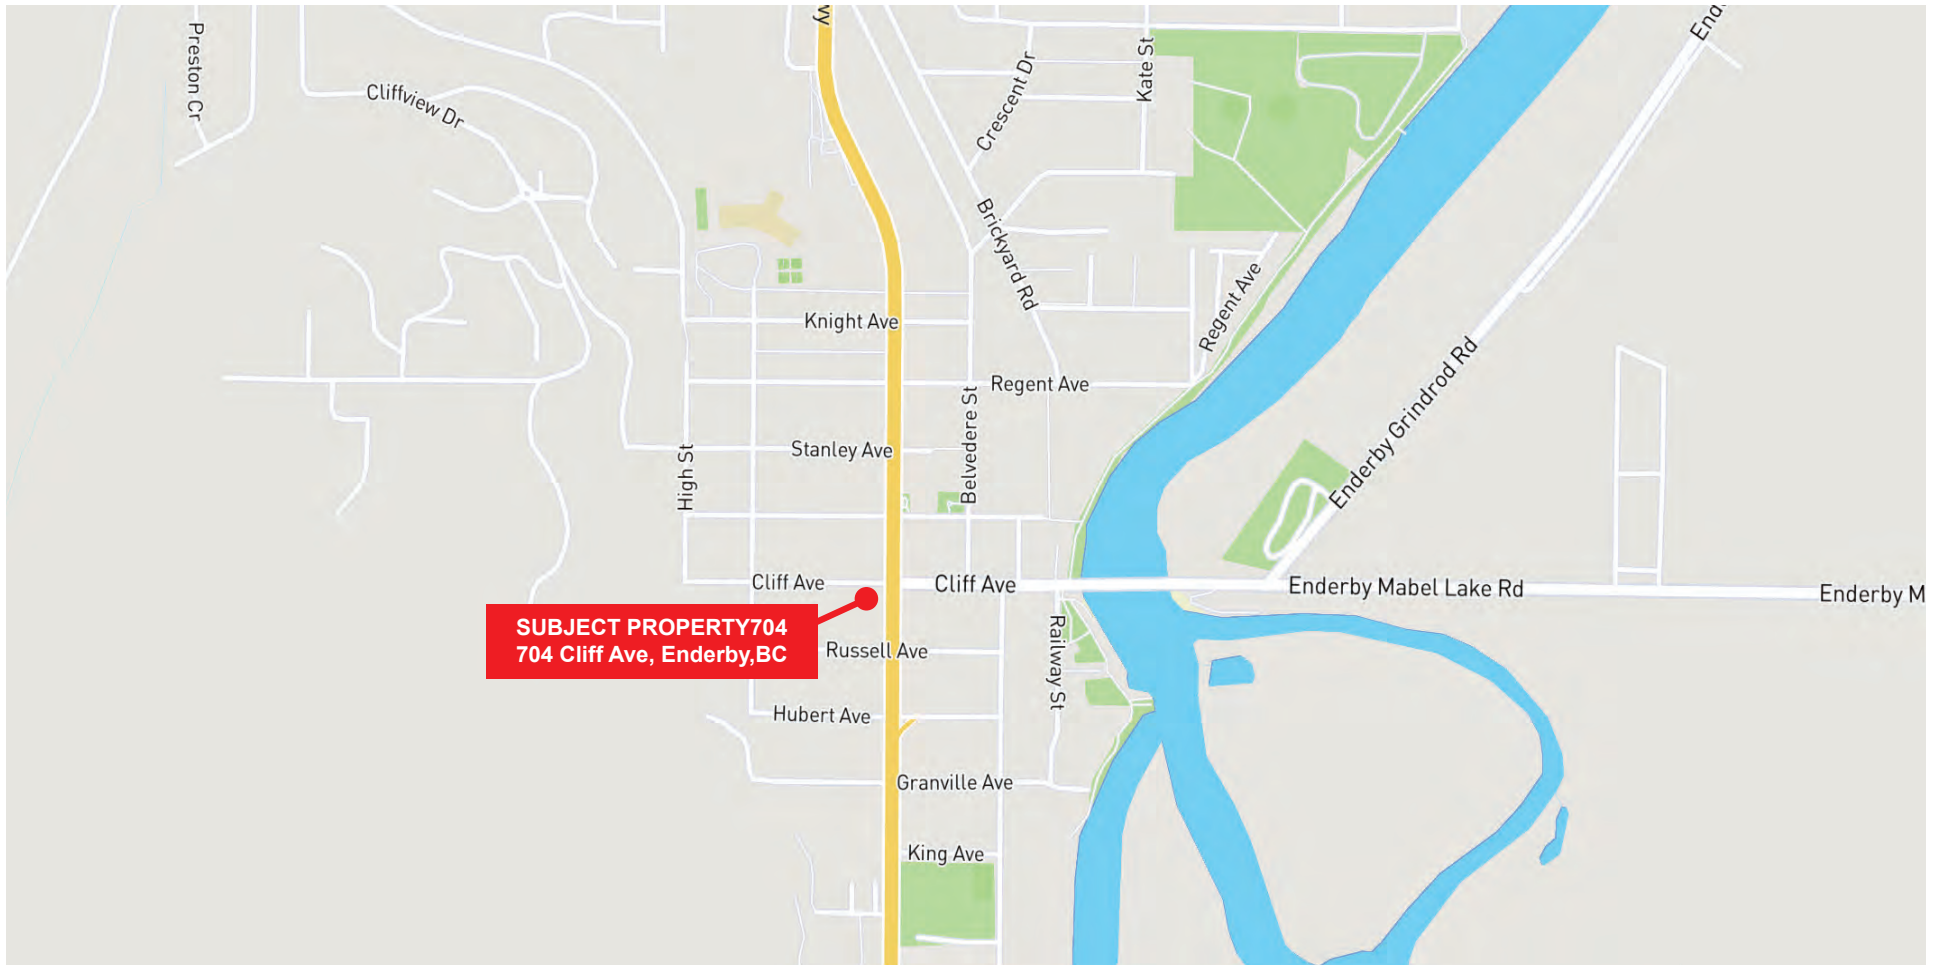 wy
End
Preston Cr
Cliffview Dr
Crescent Dr
Kate St
Brickyard Rd
Regent Ave
Knight Ave
Regent Ave
Enderby Grindrod Rd
Stanley Ave
High St
Belvedere St
Cliff Ave
Cliff Ave
Enderby Mabel Lake Rd
Enderby M
SUBJECT PROPERTY704
704 Cliff Ave, Enderby,BC
Russell Ave
Railway St
Hubert Ave
Granville Ave
King Ave